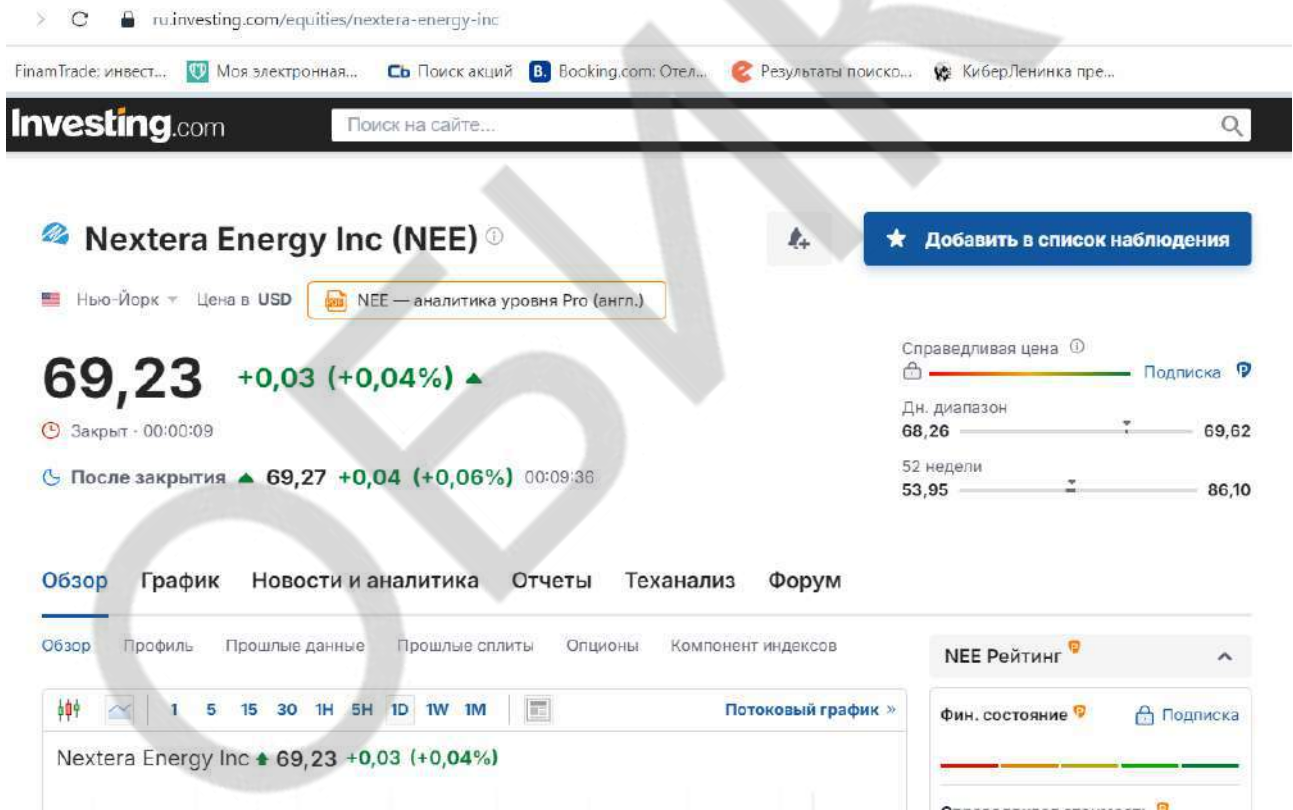 ru.investing.com/equities/nextera-energy-inc
FinamTrade: инвест... Моя электронная... Сь Поиск акций B. Booking.com: Отел... Результаты поиско... КиберЛенинка пре...
Investing.com Поиск на сайте...
Nextera Energy Inc (NEE)
Добавить в список наблюдения
Нью-Йорк Цена в USD NEE — аналитика уровня Pro (англ.)
69,23 +0,03 (+0,04%)
Справедливая цена
Подписка
Закрыт · 00:00:09
Дн. диапазон
68,26 69,62
После закрытия 69,27 +0,04 (+0,06%) 00:09:36
52 недели
53,95 86,10
Обзор График Новости и аналитика Отчеты Теханализ Форум
Обзор Профиль Прошлые данные Прошлые сплиты Опционы Компонент индексов
NEE Рейтинг
1 5 15 30 1H 5H 1D 1W 1M Потоковый график »
Фин. состояние Подписка
Nextera Energy Inc 69,23 +0,03 (+0,04%)
ОБИК